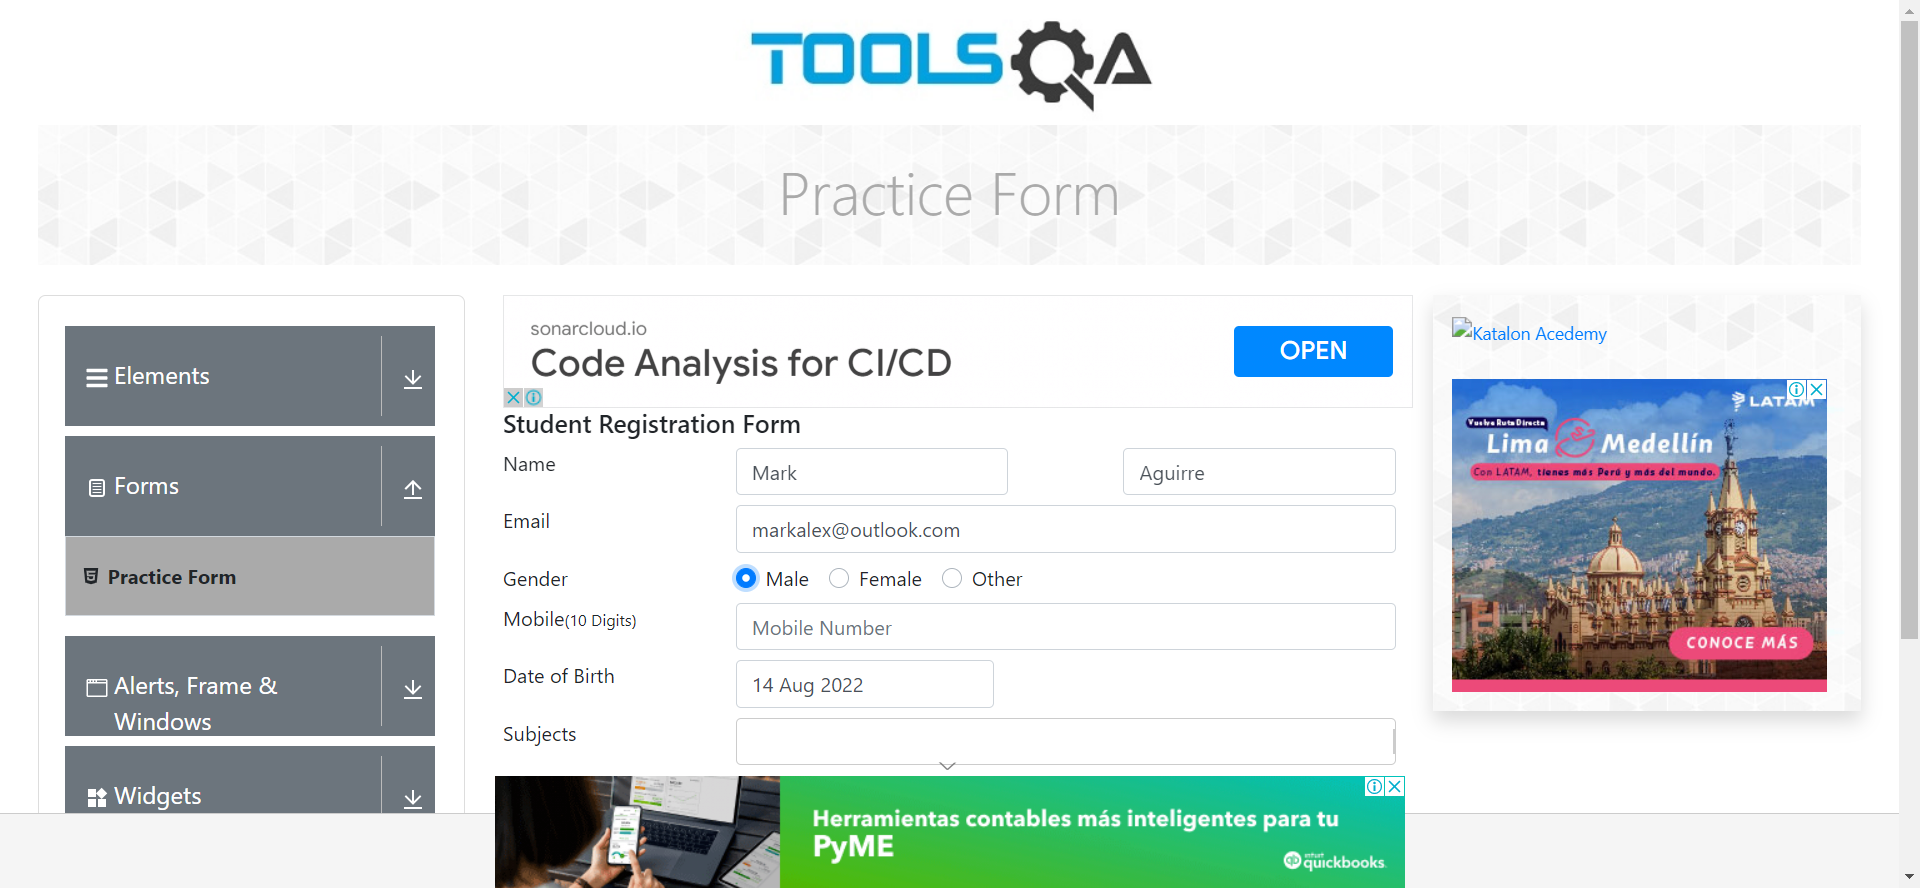 TOOLSQA
Practice Form
Elements
Forms
Practice Form
Alerts, Frame &
Windows
Widgets
sonarcloud.io
Code Analysis for CI/CD
OPEN
Student Registration Form
Name
Mark
Aguirre
Email
markalex@outlook.com
Gender
Male
Female
Other
Mobile(10 Digits)
Mobile Number
Date of Birth
14 Aug 2022
Subjects
Katalon Acedemy
LATAM
Vuelve Ruta Directa
Lima Medellín
Con LATAM, tienes más Perú y más del mundo.
CONOCE MÁS
Herramientas contables más inteligentes para tu
PyME
intuit
quickbooks.